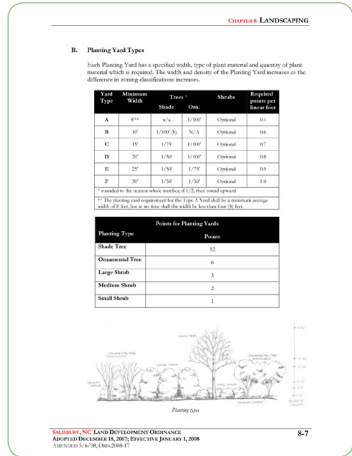 CHAPTER 8: LANDSCAPING
B. Planting Yard Types
Each Planting Yard has a specified width, type of plant material and quantity of plant
material which is required. The width and density of the Planting Yard increases as the
difference in zoning classifications increases.
Yard Type Minimum Width Trees * Shrubs Required points per linear foot
Shade Orn.
A 8'** n/a 1/100' Optional 0.4
B 10' 1/100' (b) N/A Optional 0.6
C 15' 1/75' 1/100' Optional 0.7
D 20' 1/50' 1/100' Optional 0.8
E 25' 1/50' 1/75' Optional 0.9
F 30' 1/50' 1/50' Optional 1.0
* rounded to the nearest whole number; if 1/2, then round upward
** The planting yard requirement for the Type A Yard shall be a minimum average
width of 8 feet, but at no time shall the width be less than four (4) feet.
Points for Planting Yards
Planting Type Points
Shade Tree 12
Ornamental Tree 6
Large Shrub 3
Medium Shrub 2
Small Shrub 1
Planting types
SALISBURY, NC LAND DEVELOPMENT ORDINANCE 8-7
ADOPTED DECEMBER 18, 2007; EFFECTIVE JANUARY 1, 2008
AMENDED 5/6/08, ORD.2008-17